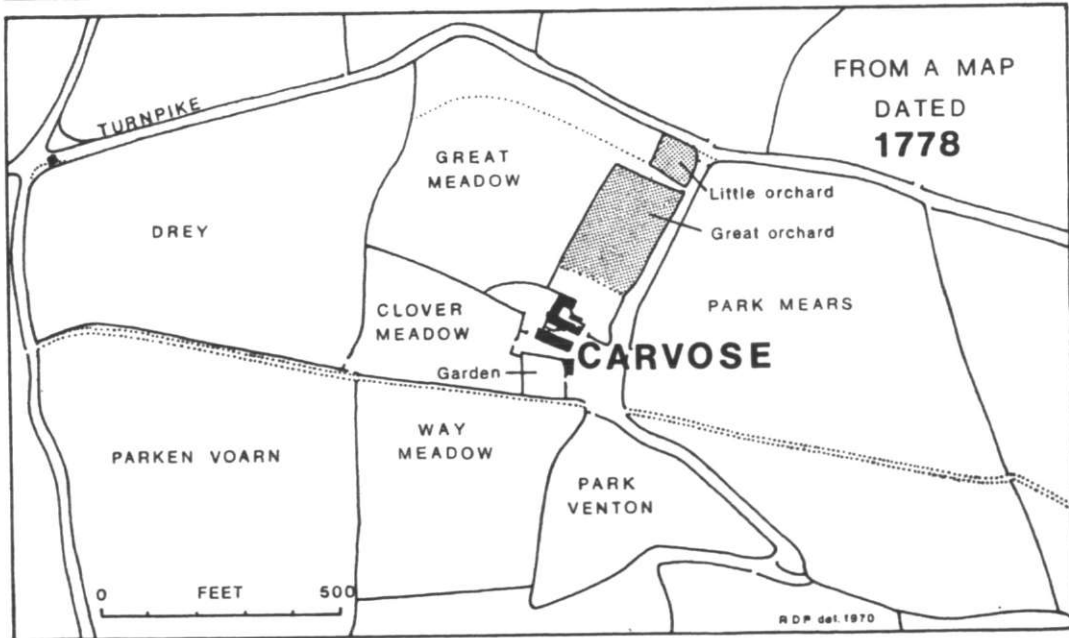 FROM A MAP
DATED
1778
TURNPIKE
GREAT
MEADOW
Little orchard
Great orchard
DREY
PARK MEARS
CLOVER
MEADOW
CARVOSE
Garden
WAY
MEADOW
PARKEN VOARN
PARK
VENTON
0 FEET 500
RDP del. 1970